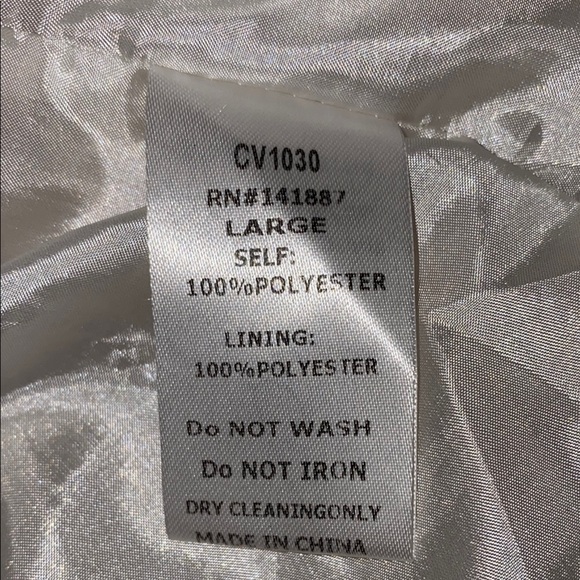 CV1030
RN#141887
LARGE
SELF:
100%POLYESTER
LINING:
100%POLYESTER
Do NOT WASH
Do NOT IRON
DRY CLEANINGONLY
MADE IN CHINA